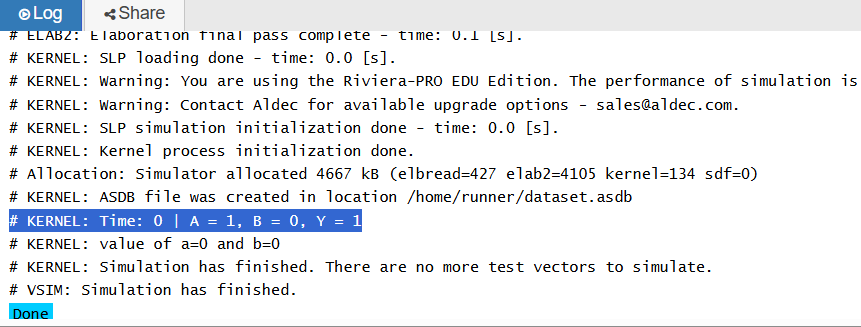 Log Share
# ELAB2: Elaboration final pass complete - time: 0.1 [s].
# KERNEL: SLP loading done - time: 0.0 [s].
# KERNEL: Warning: You are using the Riviera-PRO EDU Edition. The performance of simulation is
# KERNEL: Warning: Contact Aldec for available upgrade options - sales@aldec.com.
# KERNEL: SLP simulation initialization done - time: 0.0 [s].
# KERNEL: Kernel process initialization done.
# Allocation: Simulator allocated 4667 kB (elbread=427 elab2=4105 kernel=134 sdf=0)
# KERNEL: ASDB file was created in location /home/runner/dataset.asdb
# KERNEL: Time: 0 | A = 1, B = 0, Y = 1
# KERNEL: value of a=0 and b=0
# KERNEL: Simulation has finished. There are no more test vectors to simulate.
# VSIM: Simulation has finished.
Done